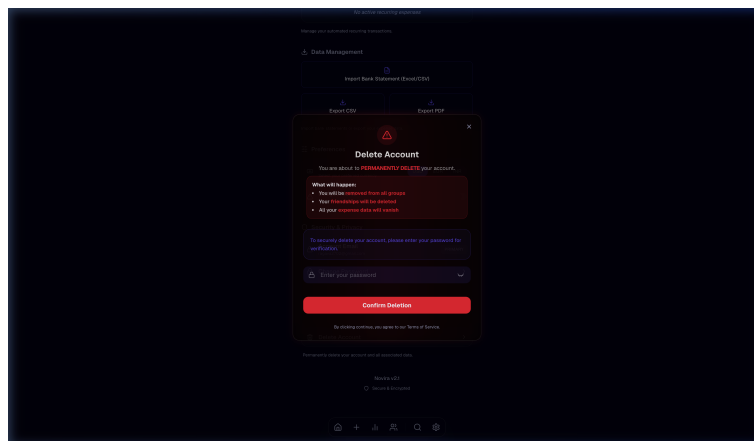 No active recurring expenses
Manage your automated recurring transactions.
Data Management
Import Bank Statement (Excel/CSV)
Export CSV
Export PDF
Delete Account
You are about to PERMANENTLY DELETE your account.
What will happen:
• You will be removed from all groups
• Your friendships will be deleted
• All your expense data will vanish
To securely delete your account, please enter your password for
verification.
Enter your password
Confirm Deletion
By clicking continue, you agree to our Terms of Service.
Permanently delete your account and all associated data.
Secure & Encrypted